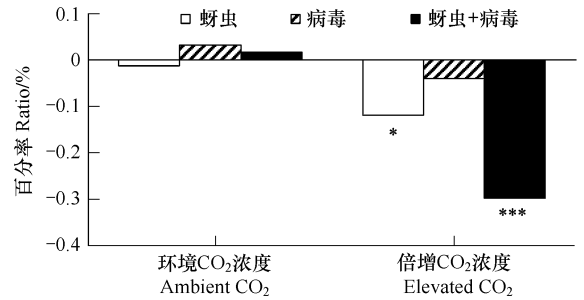 蚜虫 病毒 蚜虫+病毒
0.1
0
−0.1
−0.2
−0.3
−0.4
百分率 Ratio/%
*
***
环境CO₂浓度 倍增CO₂浓度
Ambient CO₂ Elevated CO₂